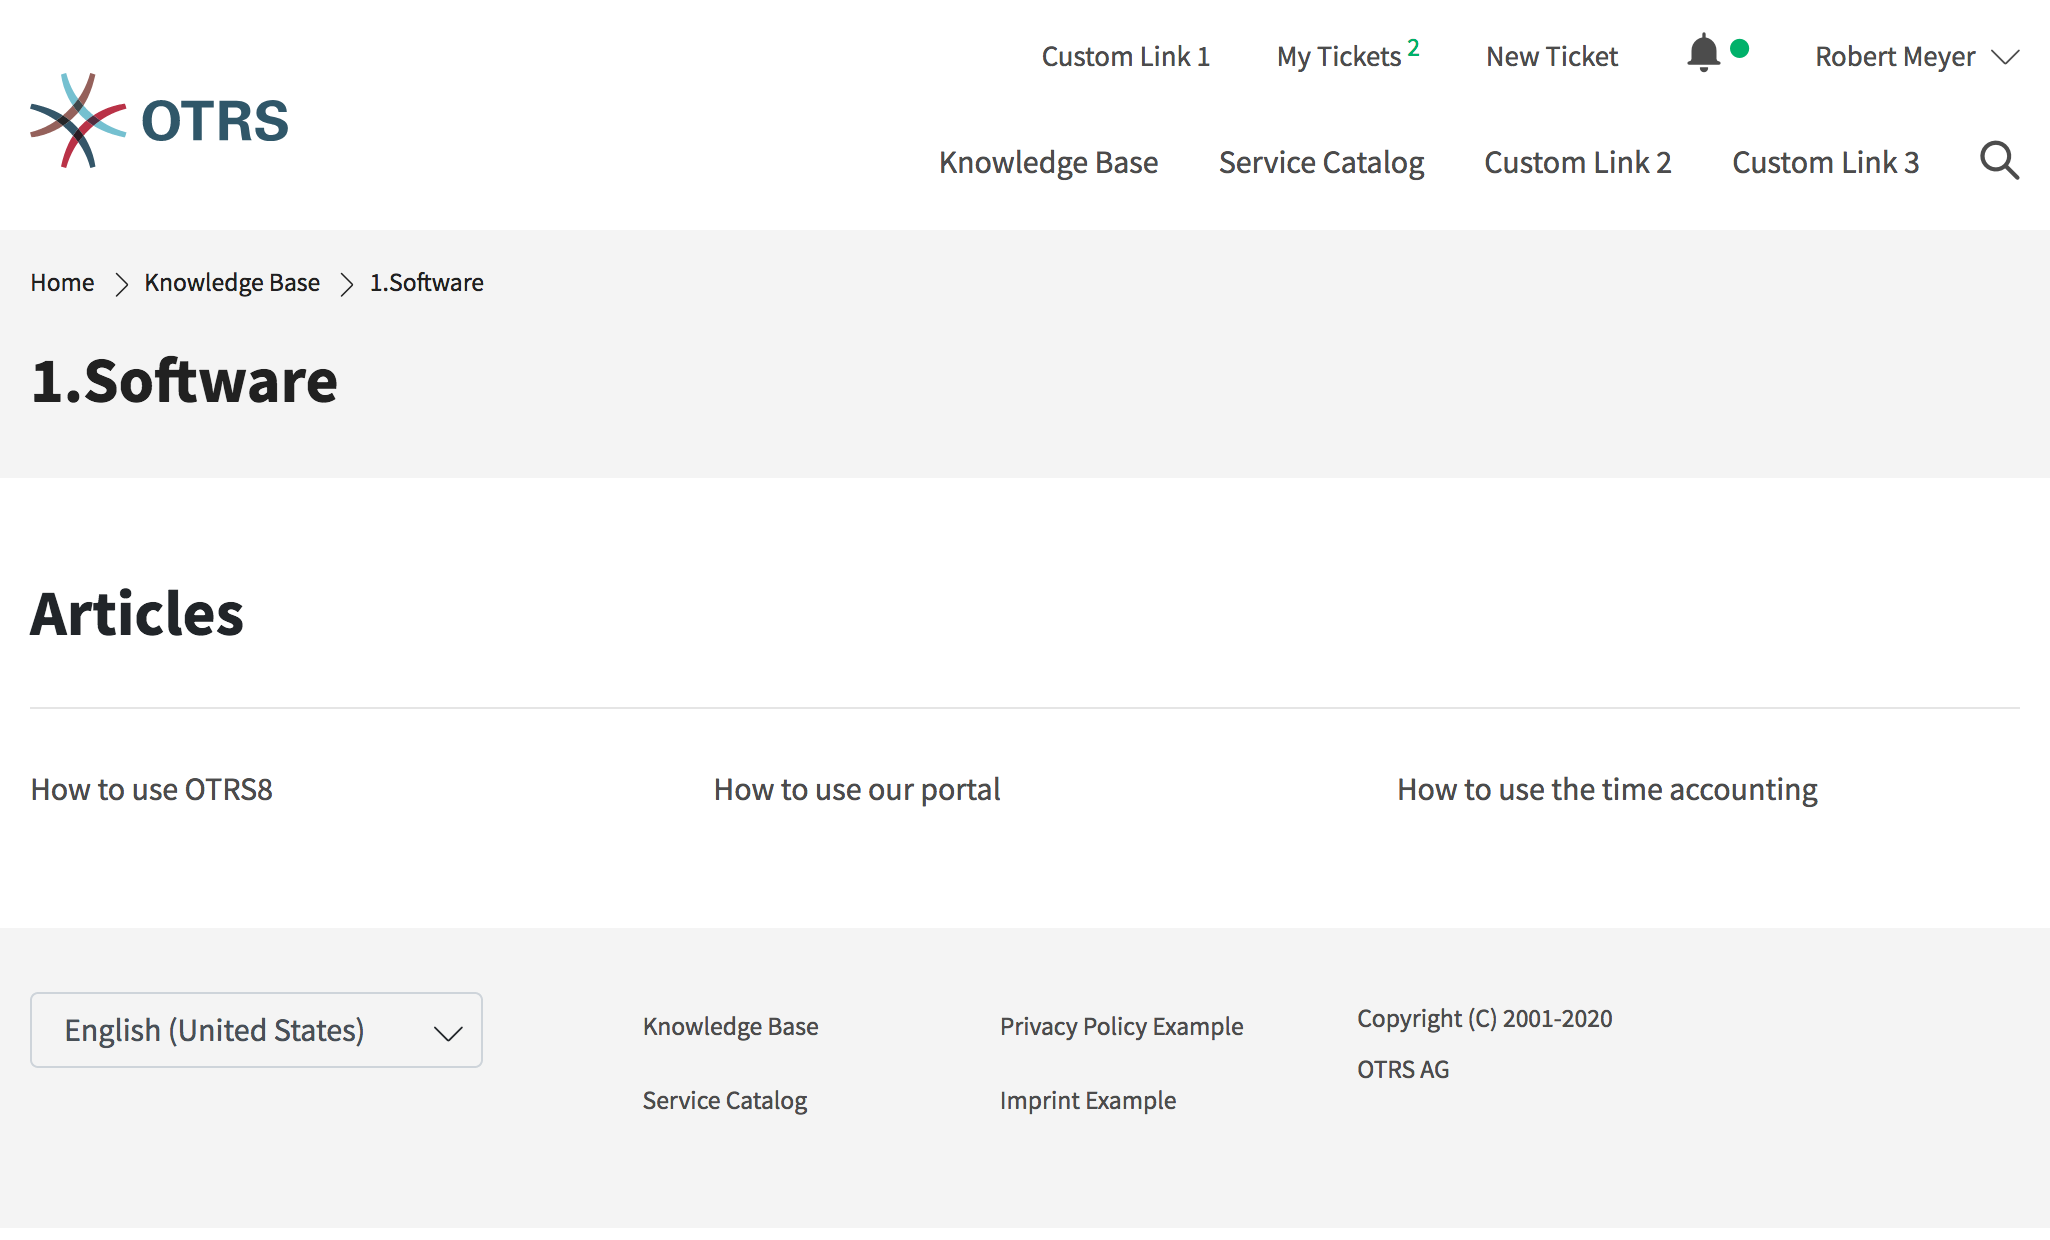 Custom Link 1 My Tickets 2 New Ticket Robert Meyer
OTRS
Knowledge Base Service Catalog Custom Link 2 Custom Link 3
Home Knowledge Base 1.Software
1.Software
Articles
How to use OTRS8 How to use our portal How to use the time accounting
English (United States)
Knowledge Base
Service Catalog
Privacy Policy Example
Imprint Example
Copyright (C) 2001-2020
OTRS AG